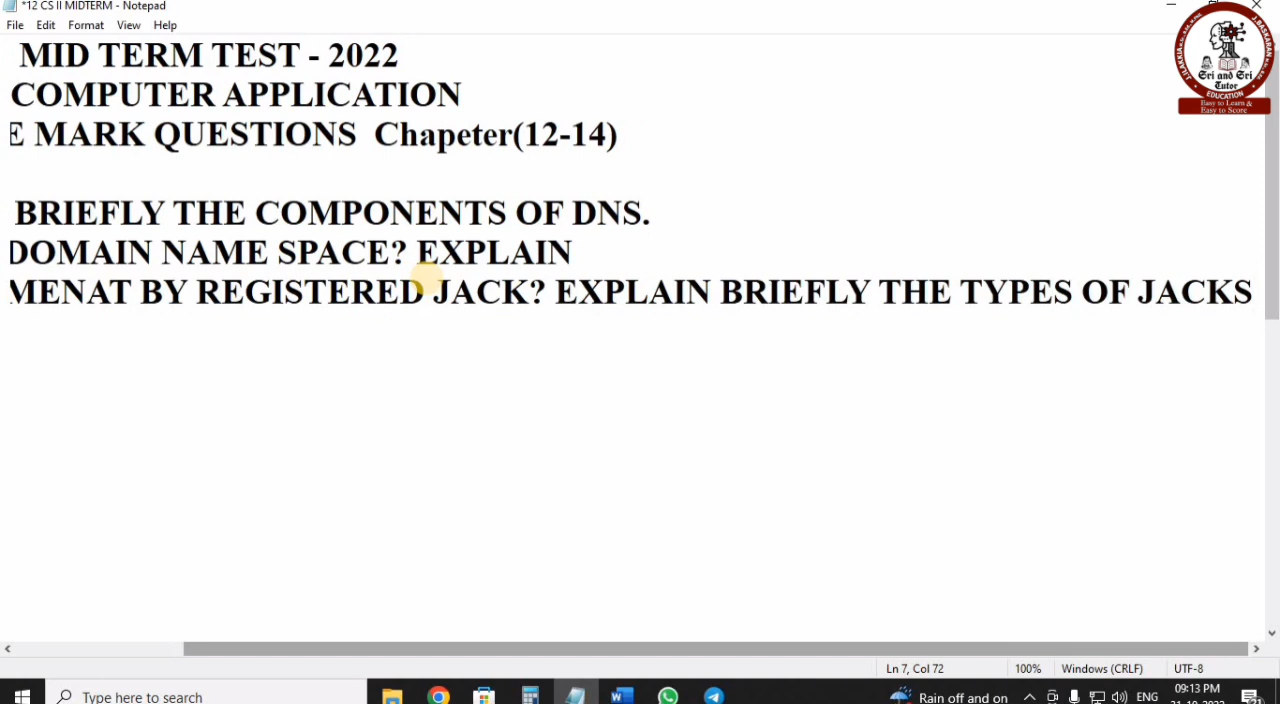 *12 CS II MIDTERM - Notepad
File Edit Format View Help
MID TERM TEST - 2022
COMPUTER APPLICATION
E MARK QUESTIONS Chapeter(12-14)
BRIEFLY THE COMPONENTS OF DNS.
DOMAIN NAME SPACE? EXPLAIN
MENAT BY REGISTERED JACK? EXPLAIN BRIEFLY THE TYPES OF JACKS
J.BASKARAN
Sri and Sri
Tutor
EDUCATION
Easy to Learn &
Easy to Score
Ln 7, Col 72 100% Windows (CRLF) UTF-8
Type here to search
Rain off and on
ENG
09:13 PM